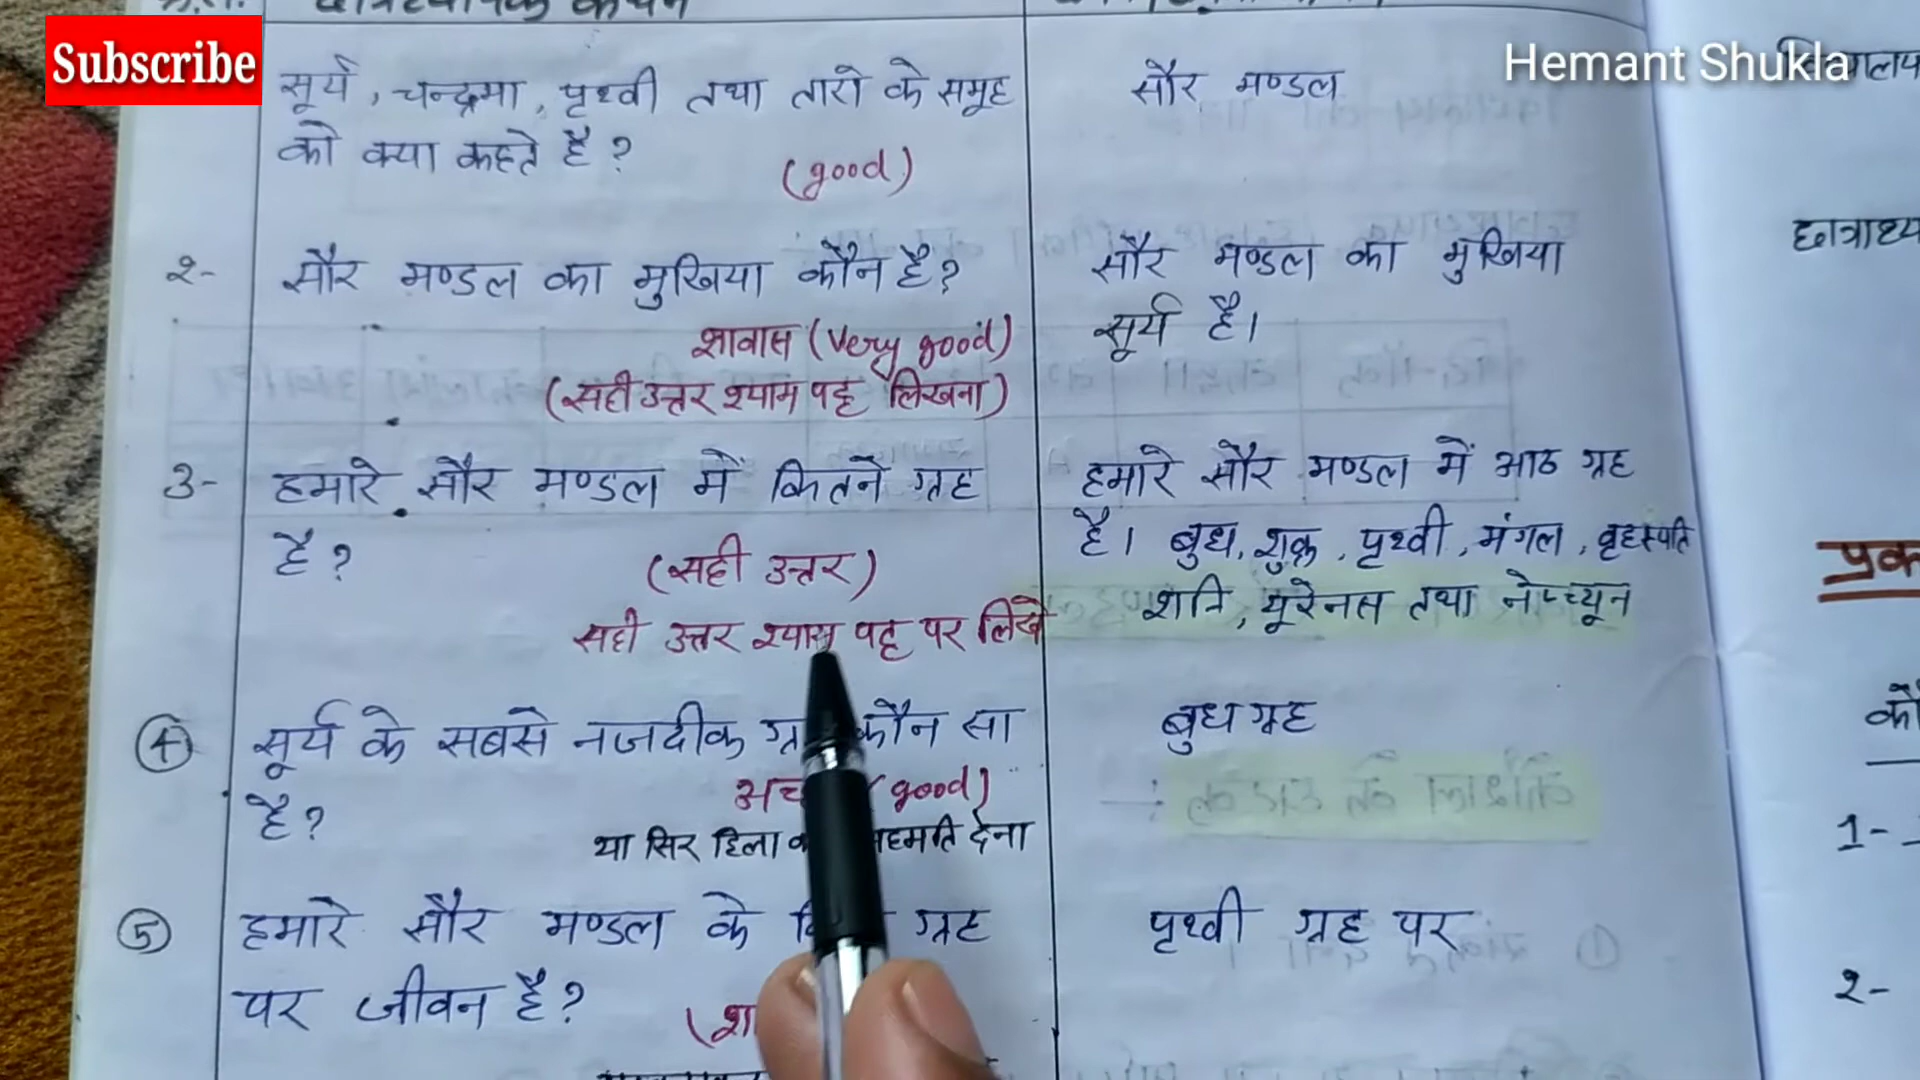 Subscribe
Hemant Shukla
सूर्य, चन्द्रमा, पृथ्वी तथा तारो के समूह
को क्या कहते है?
(good)
सौर मण्डल
२- सौर मण्डल का मुखिया कौन है?
शावास (Very good)
(सही उत्तर श्याम पट्ट लिखना)
सौर मण्डल का मुखिया
सूर्य है।
3- हमारे सौर मण्डल में कितने ग्रह
है?
(सही उत्तर)
सही उत्तर श्याम पट्ट पर लिखे
हमारे सौर मण्डल में आठ ग्रह
है। बुध, शुक्र, पृथ्वी, मंगल, वृहस्पति
शनि, यूरेनस तथा नेप्च्यून
4 सूर्य के सबसे नजदीक कौन सा
है?
good)
या सिर हिला देना
बुध ग्रह
5 हमारे सौर मण्डल के ग्रह
पर जीवन है?
पृथ्वी ग्रह पर
1-
२-